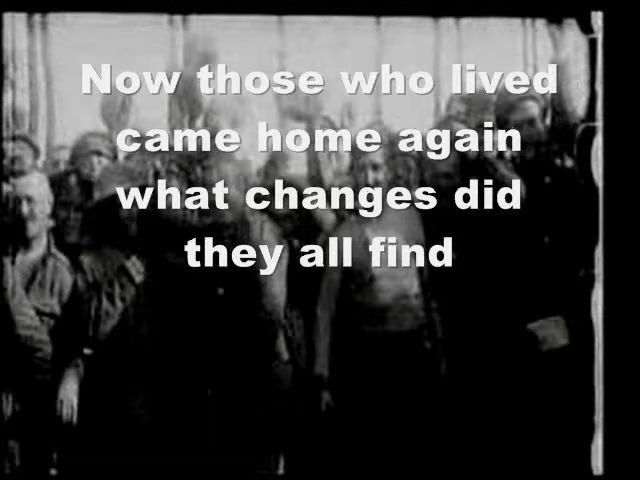 Now those who lived
came home again
what changes did
they all find